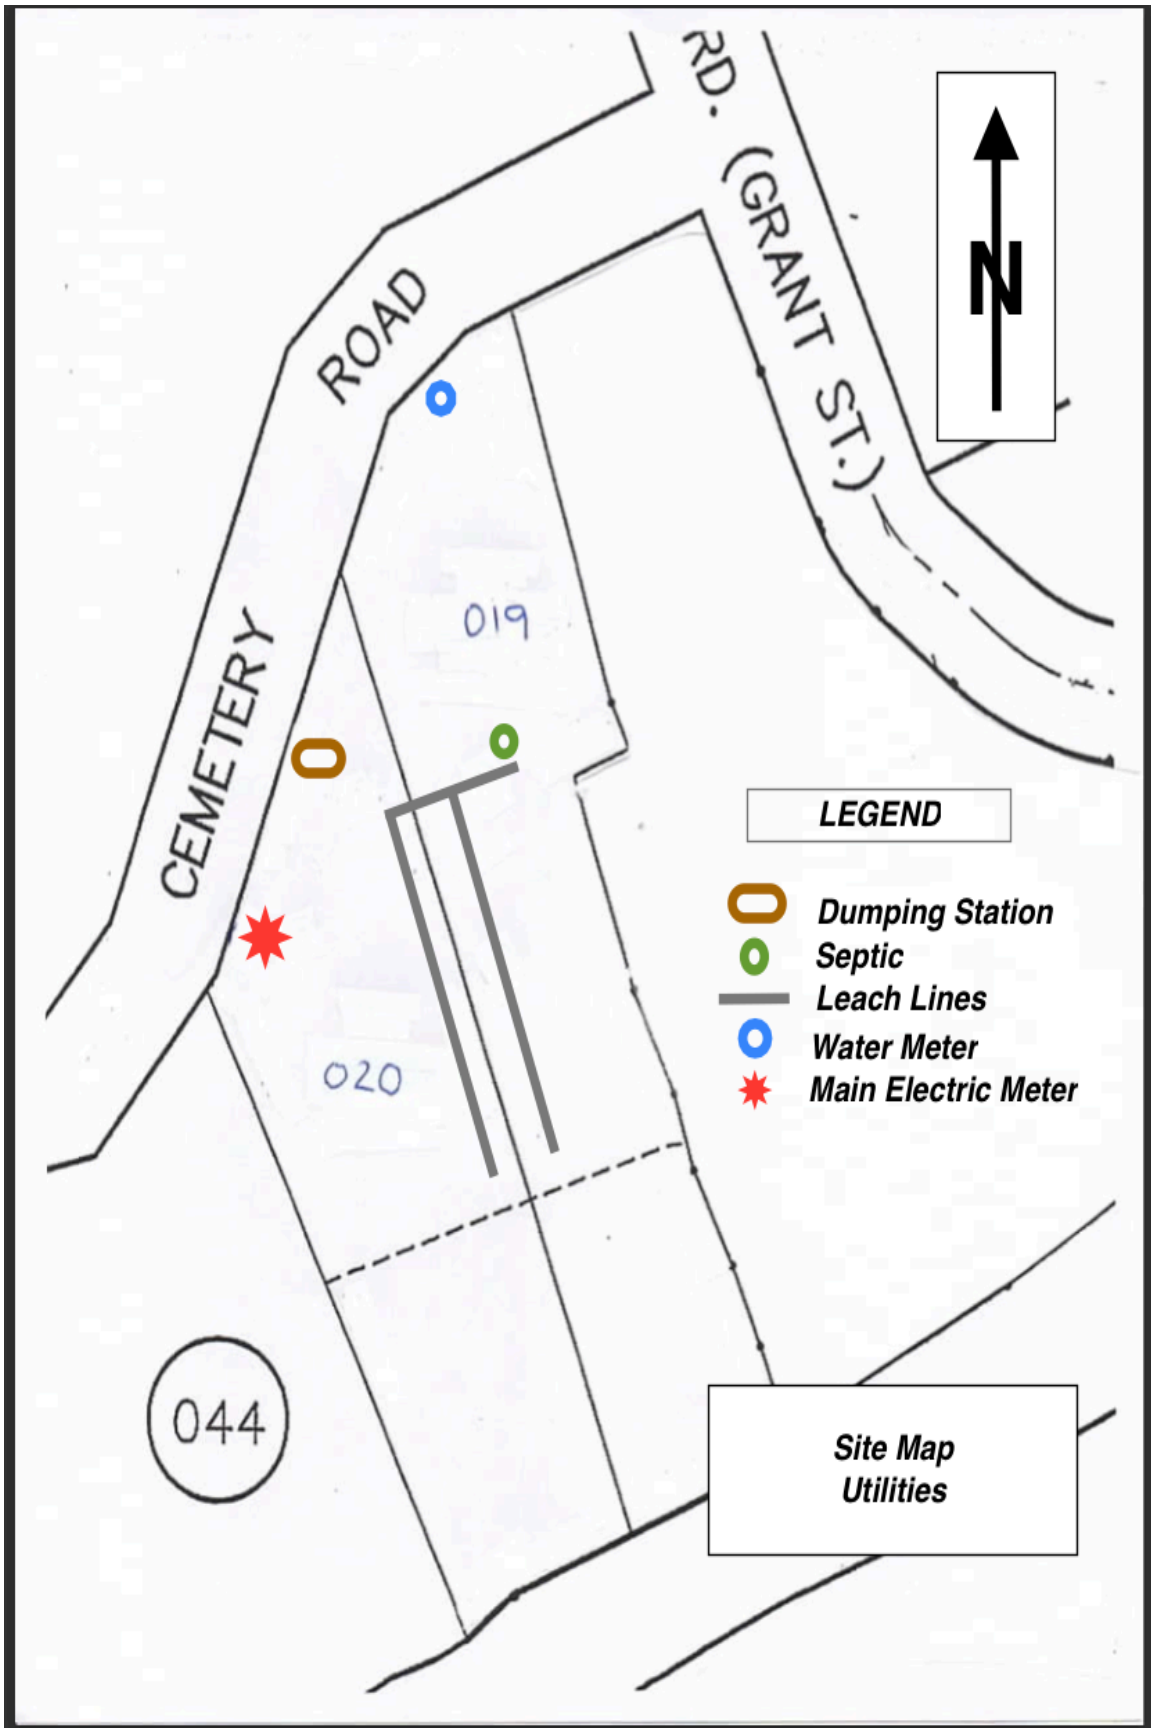 RD. (GRANT ST.)
N
ROAD
019
CEMETERY
LEGEND
Dumping Station
Septic
Leach Lines
Water Meter
020
Main Electric Meter
044
Site Map
Utilities